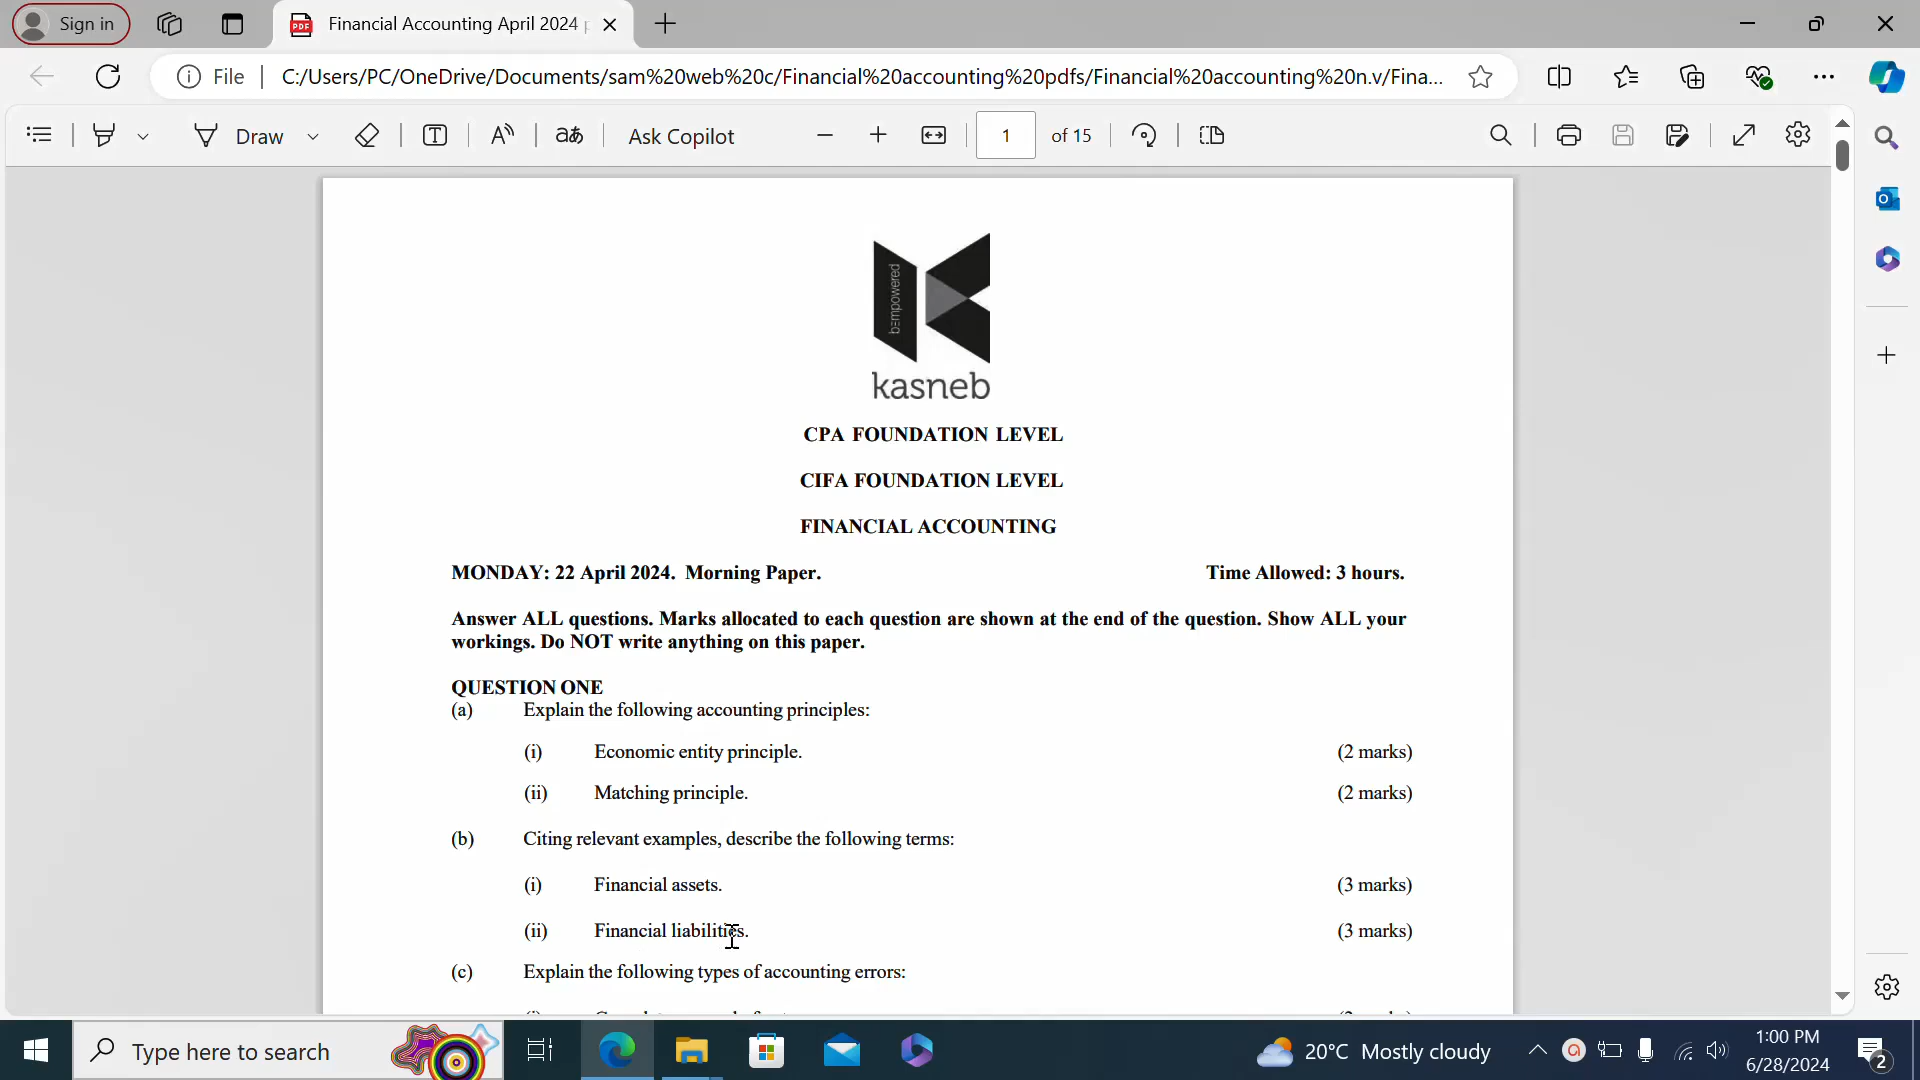 Sign in
Financial Accounting April 2024 p
File
C:/Users/PC/OneDrive/Documents/sam%20web%20c/Financial%20accounting%20pdfs/Financial%20accounting%20n.v/Fina...
Draw
Ask Copilot
1 of 15
bempowered
kasneb
CPA FOUNDATION LEVEL
CIFA FOUNDATION LEVEL
FINANCIAL ACCOUNTING
MONDAY: 22 April 2024. Morning Paper. Time Allowed: 3 hours.
Answer ALL questions. Marks allocated to each question are shown at the end of the question. Show ALL your
workings. Do NOT write anything on this paper.
QUESTION ONE
(a) Explain the following accounting principles:
(i) Economic entity principle. (2 marks)
(ii) Matching principle. (2 marks)
(b) Citing relevant examples, describe the following terms:
(i) Financial assets. (3 marks)
(ii) Financial liabilities. (3 marks)
(c) Explain the following types of accounting errors:
Type here to search
20°C Mostly cloudy
1:00 PM
6/28/2024
2